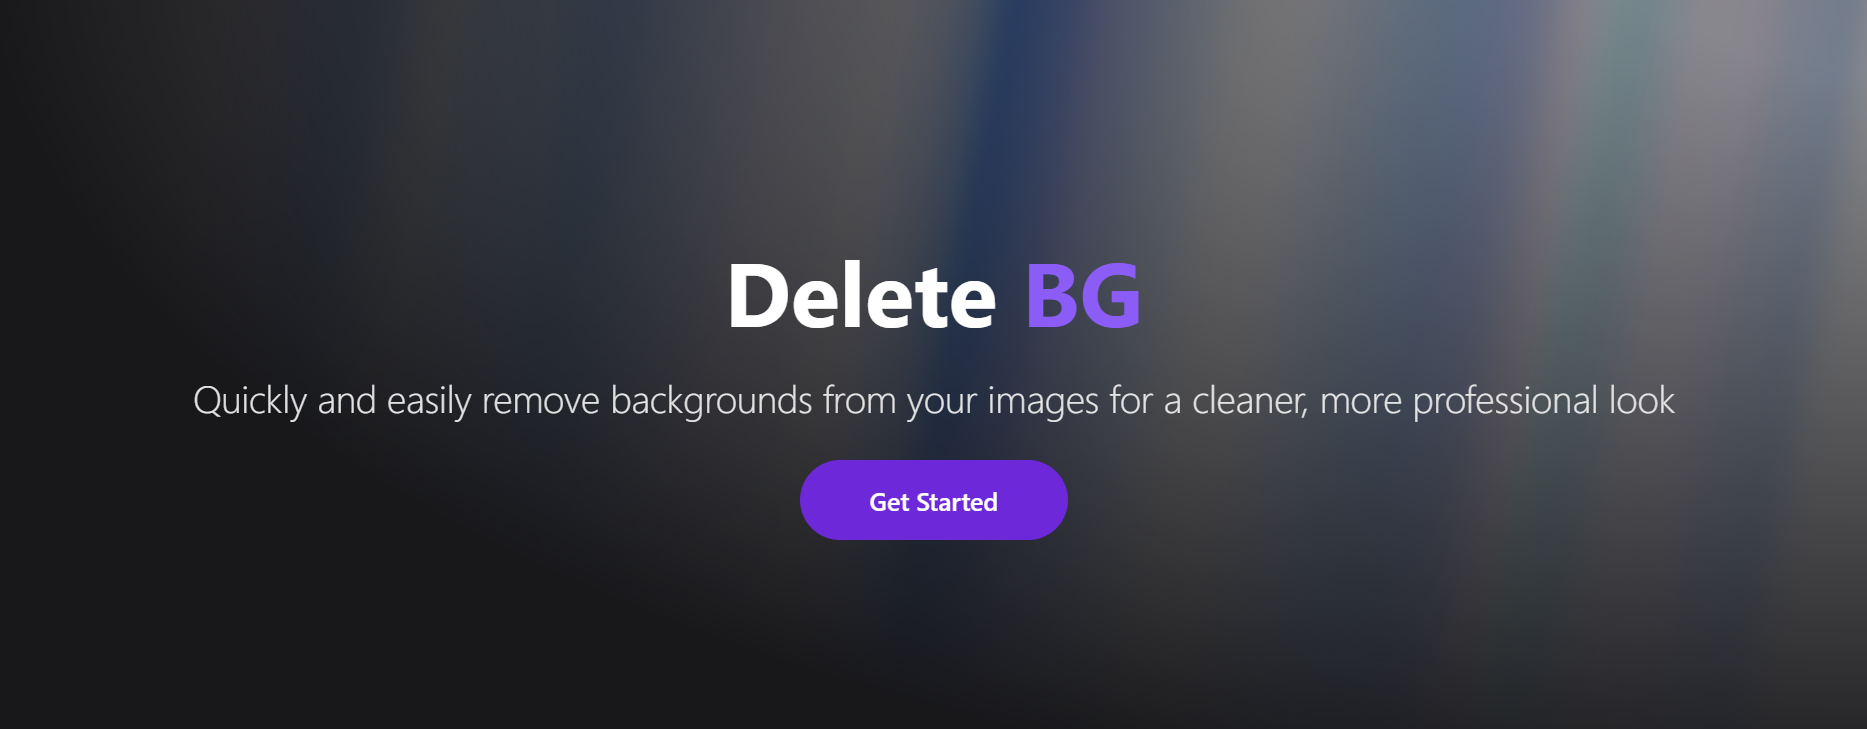 Delete BG
Quickly and easily remove backgrounds from your images for a cleaner, more professional look
Get Started